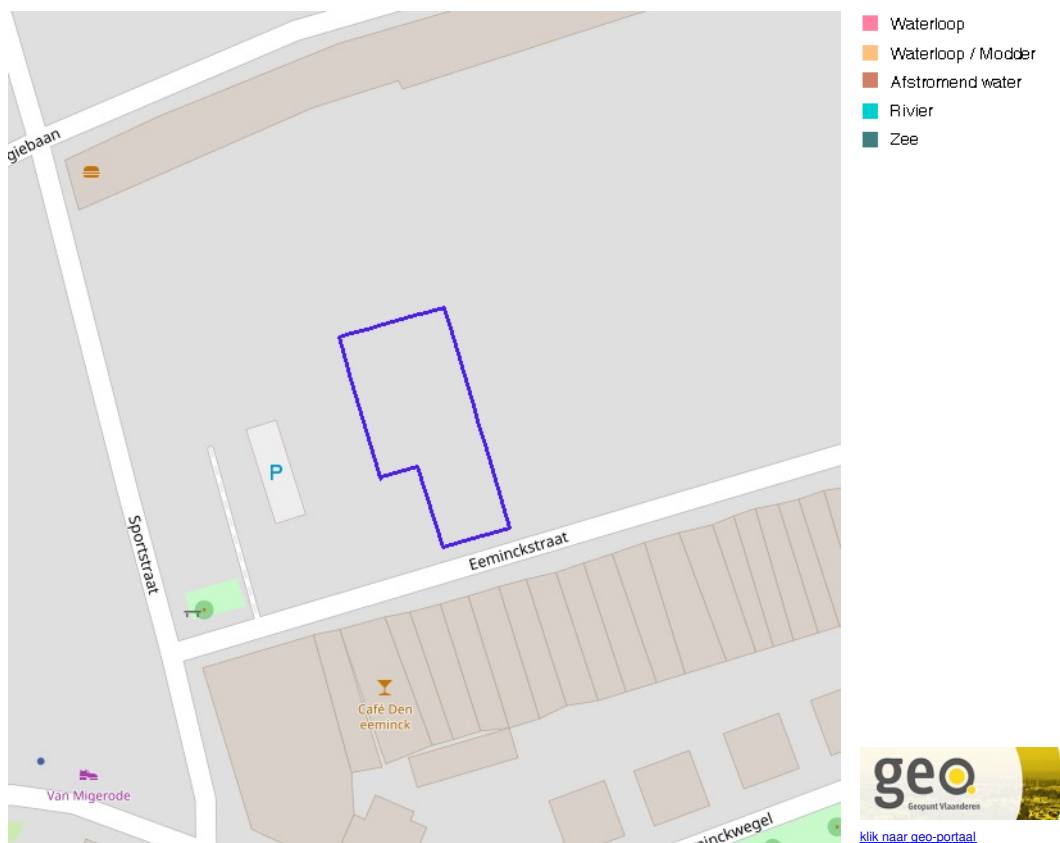 Waterloop
Waterloop / Modder
Afstromend water
Rivier
Zee
giebaan
P
Sportstraat
Eeminckstraat
Café Den
eeminck
Van Migerode
inckwegel
geo
Geopunt Vlaanderen
klik naar geo-portaal